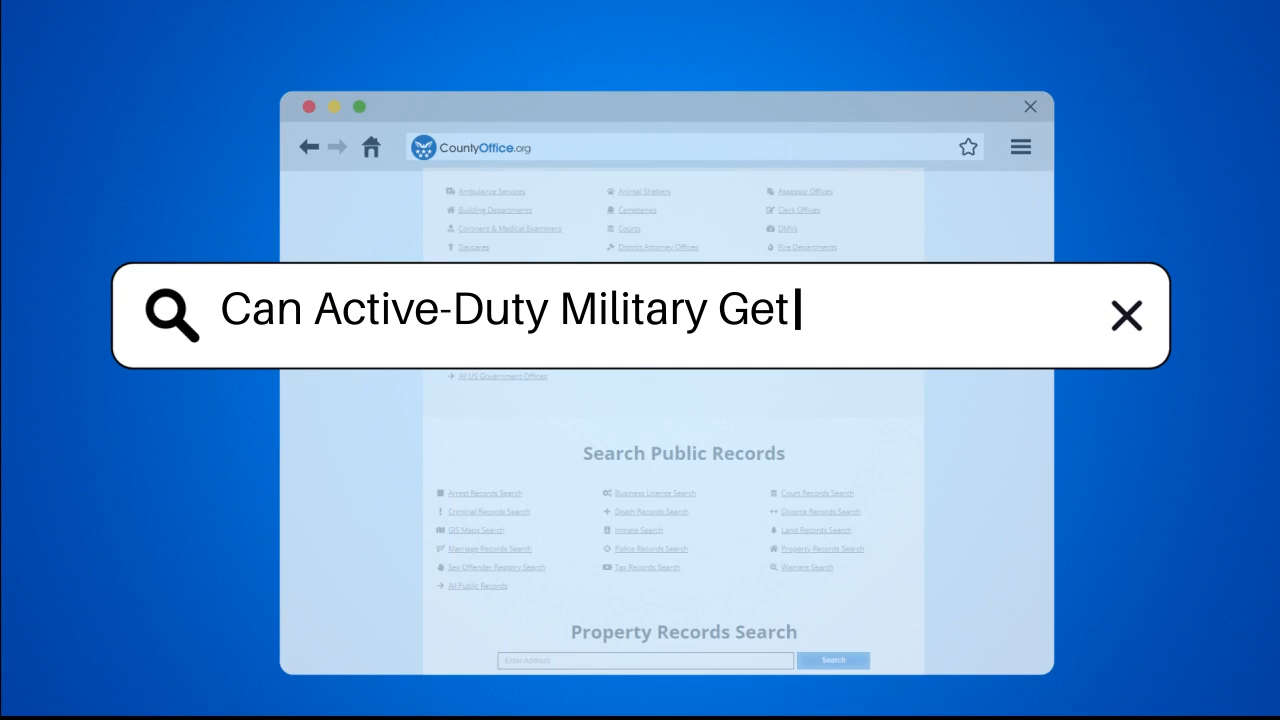 CountyOffice.org
Ambulance Services
Animal Shelters
Assessor Offices
Building Departments
Cemeteries
Clerk Offices
Coroners & Medical Examiners
Courts
DMVs
Daycares
District Attorney Offices
Fire Departments
Can Active-Duty Military Get
All US Government Offices
Search Public Records
Arrest Records Search
Business License Search
Court Records Search
Criminal Records Search
Death Records Search
Divorce Records Search
GIS Maps Search
Inmate Search
Land Records Search
Marriage Records Search
Police Records Search
Property Records Search
Sex Offender Registry Search
Tax Records Search
Warrant Search
All Public Records
Property Records Search
Enter Address
Search